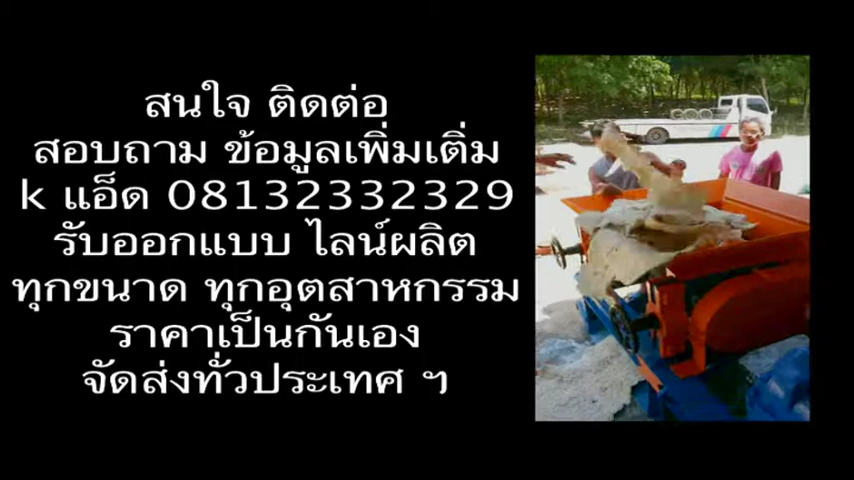 สนใจ ติดต่อ
สอบถาม ข้อมูลเพิ่มเติ่ม
k แอ็ด 08132332329
รับออกแบบ ไลน์ผลิต
ทุกขนาด ทุกอุตสาหกรรม
ราคาเป็นกันเอง
จัดส่งทั่วประเทศ ฯ